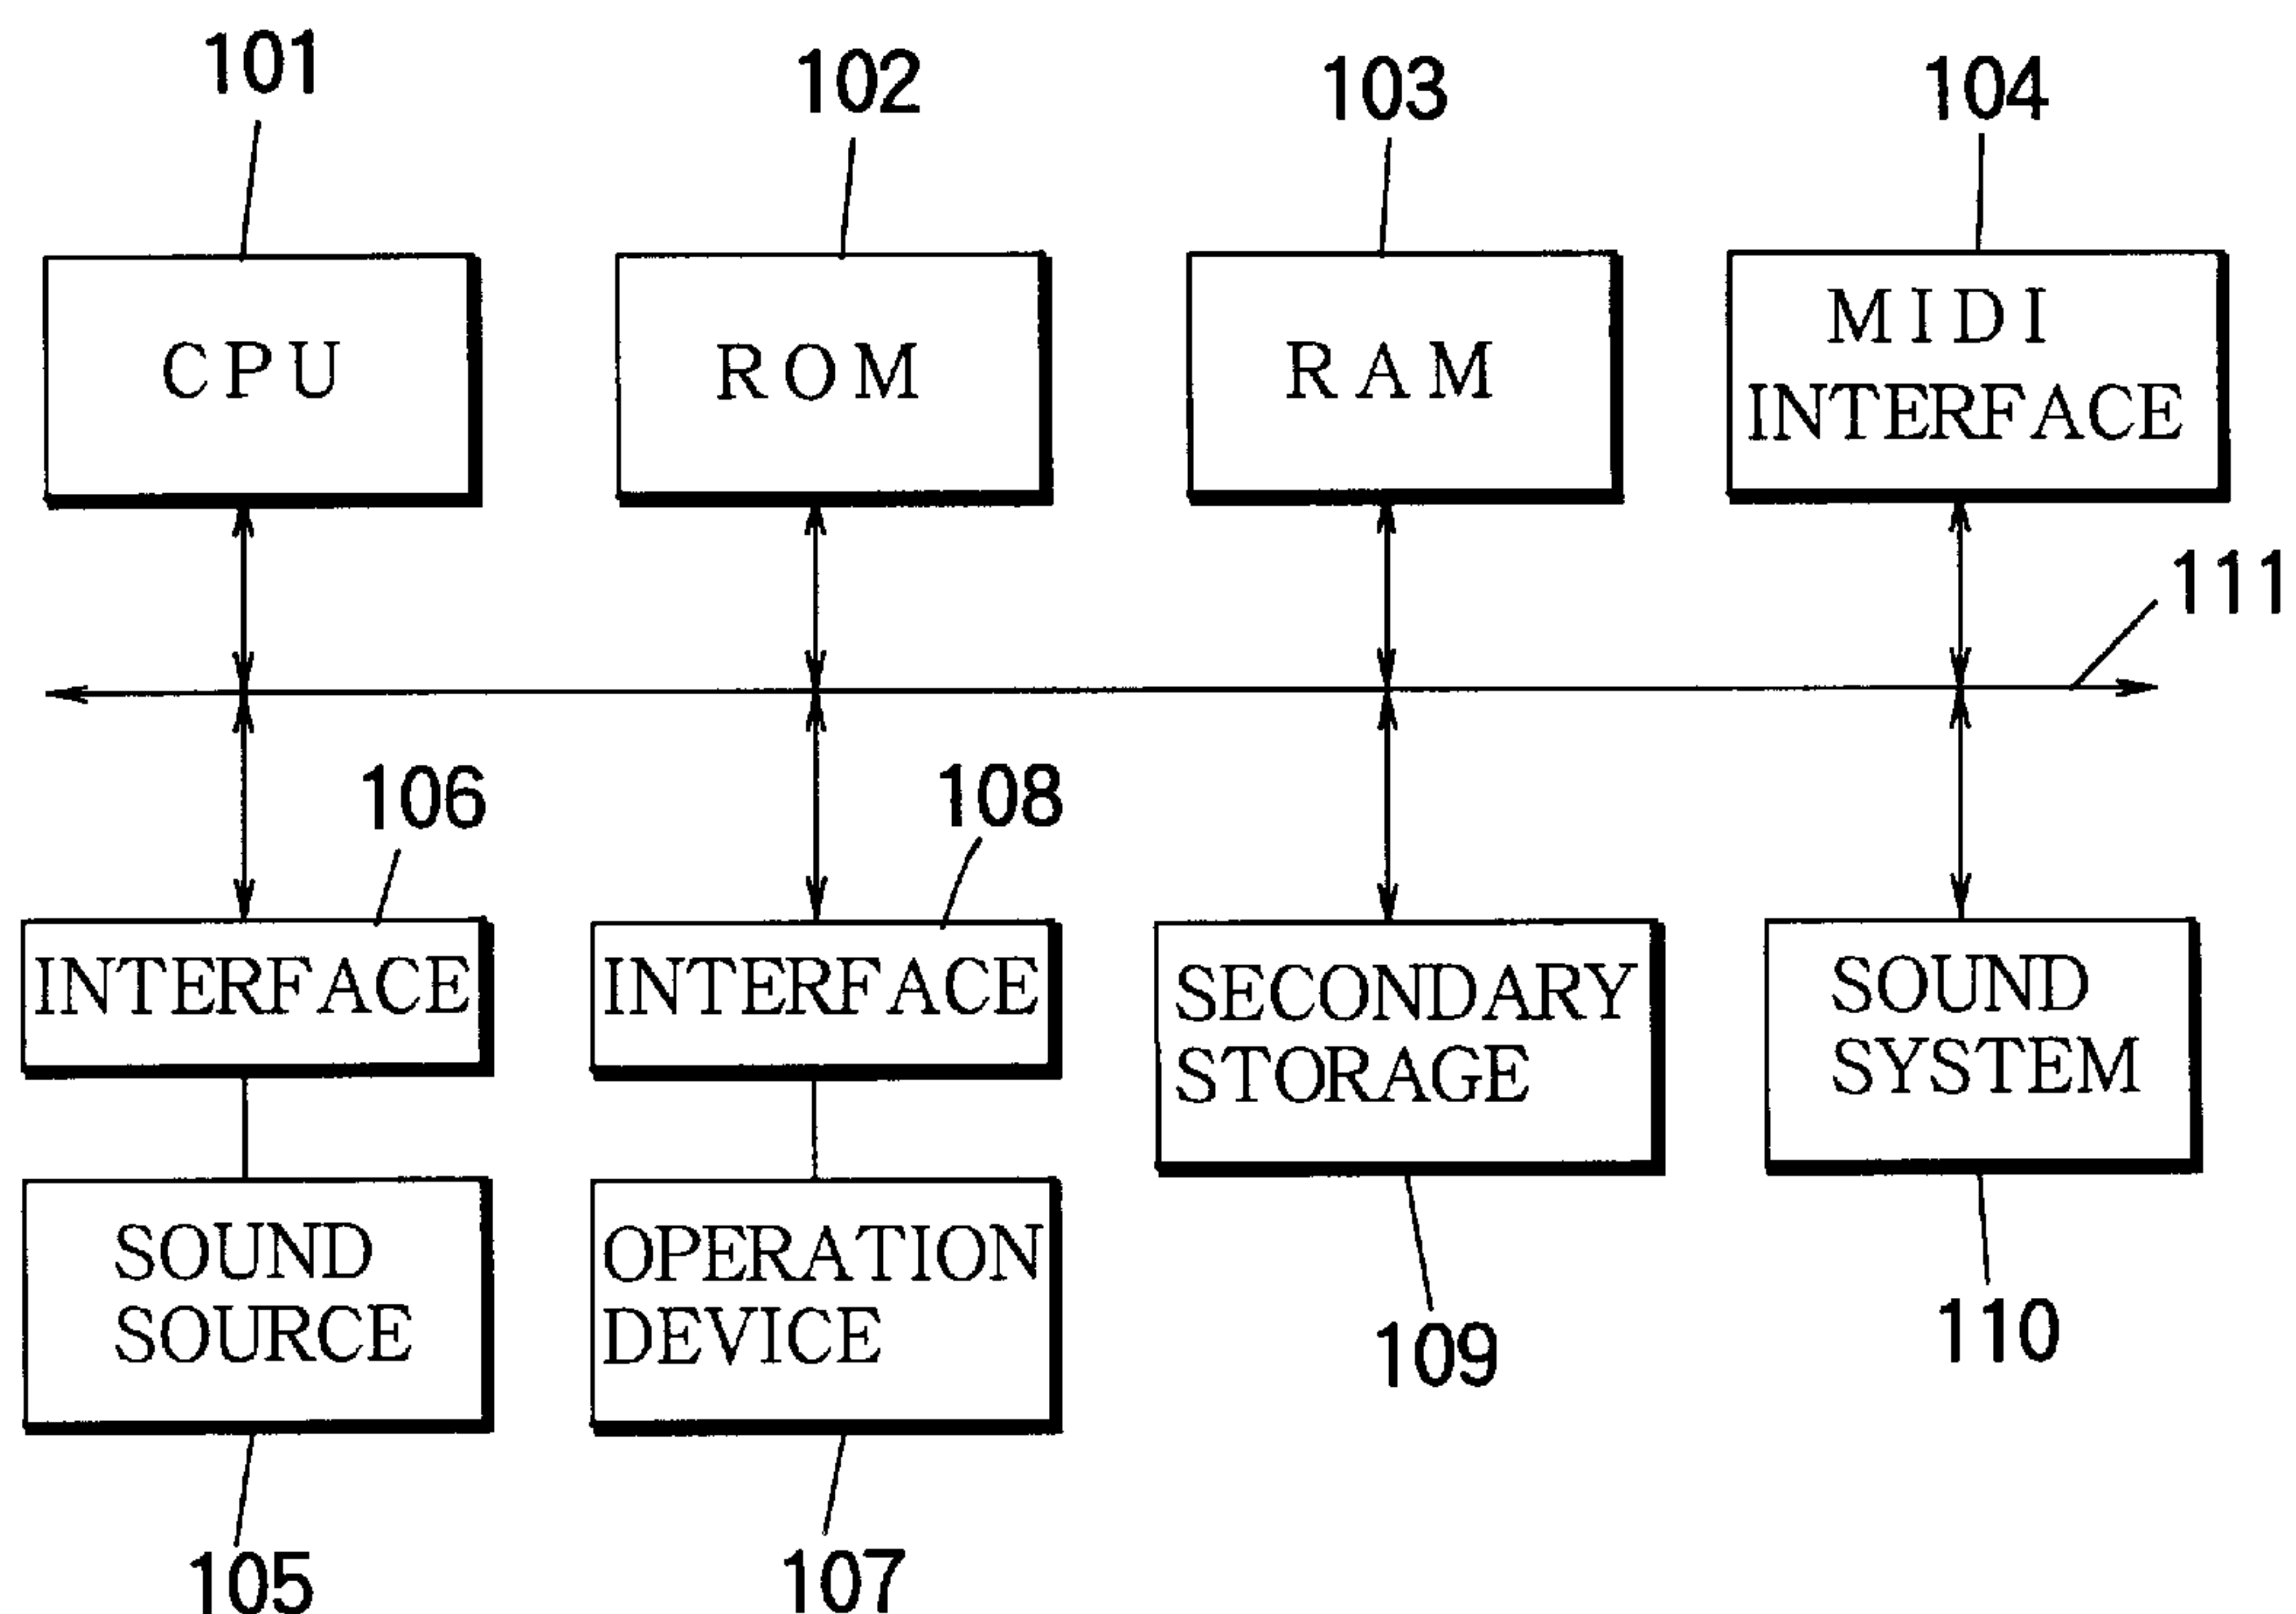 101
102
103
104
CPU
ROM
RAM
MIDI
INTERFACE
111
106
108
INTERFACE
INTERFACE
SECONDARY
STORAGE
SOUND
SYSTEM
SOUND
SOURCE
OPERATION
DEVICE
109
110
105
107